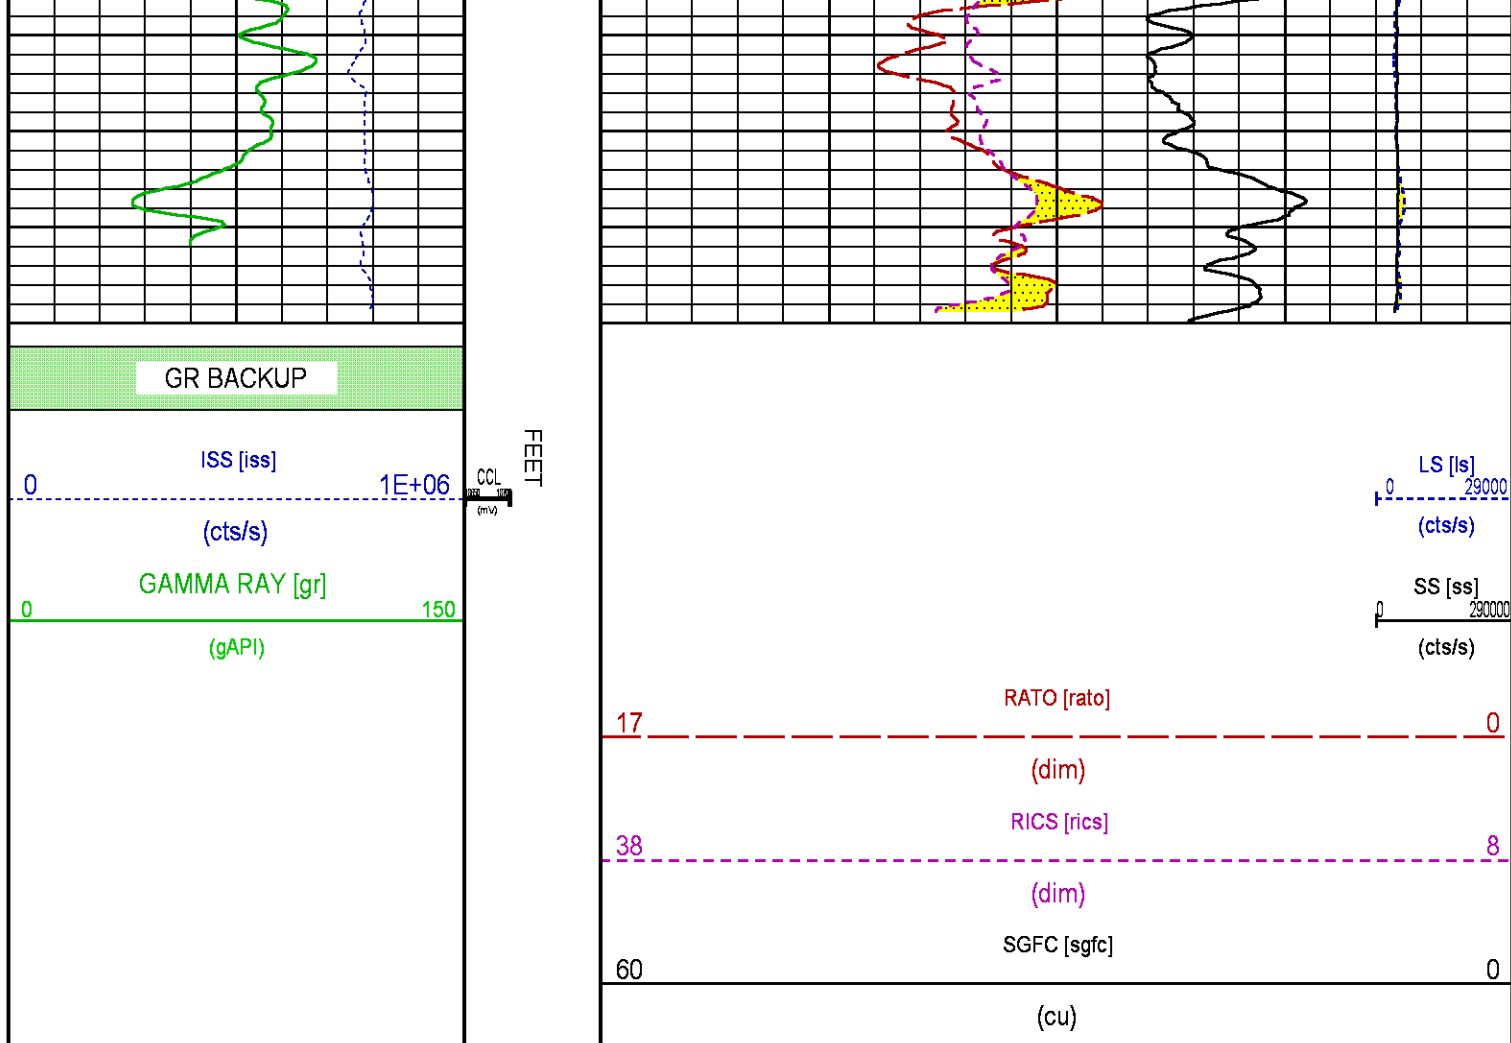 GR BACKUP
ISS [iss]
0 1E+06
(cts/s)
GAMMA RAY [gr]
0 150
(gAPI)
CCL
(mV)
FEET
LS [ls]
0 29000
(cts/s)
SS [ss]
0 290000
(cts/s)
RATO [rato]
17 0
(dim)
RICS [rics]
38 8
(dim)
SGFC [sgfc]
60 0
(cu)